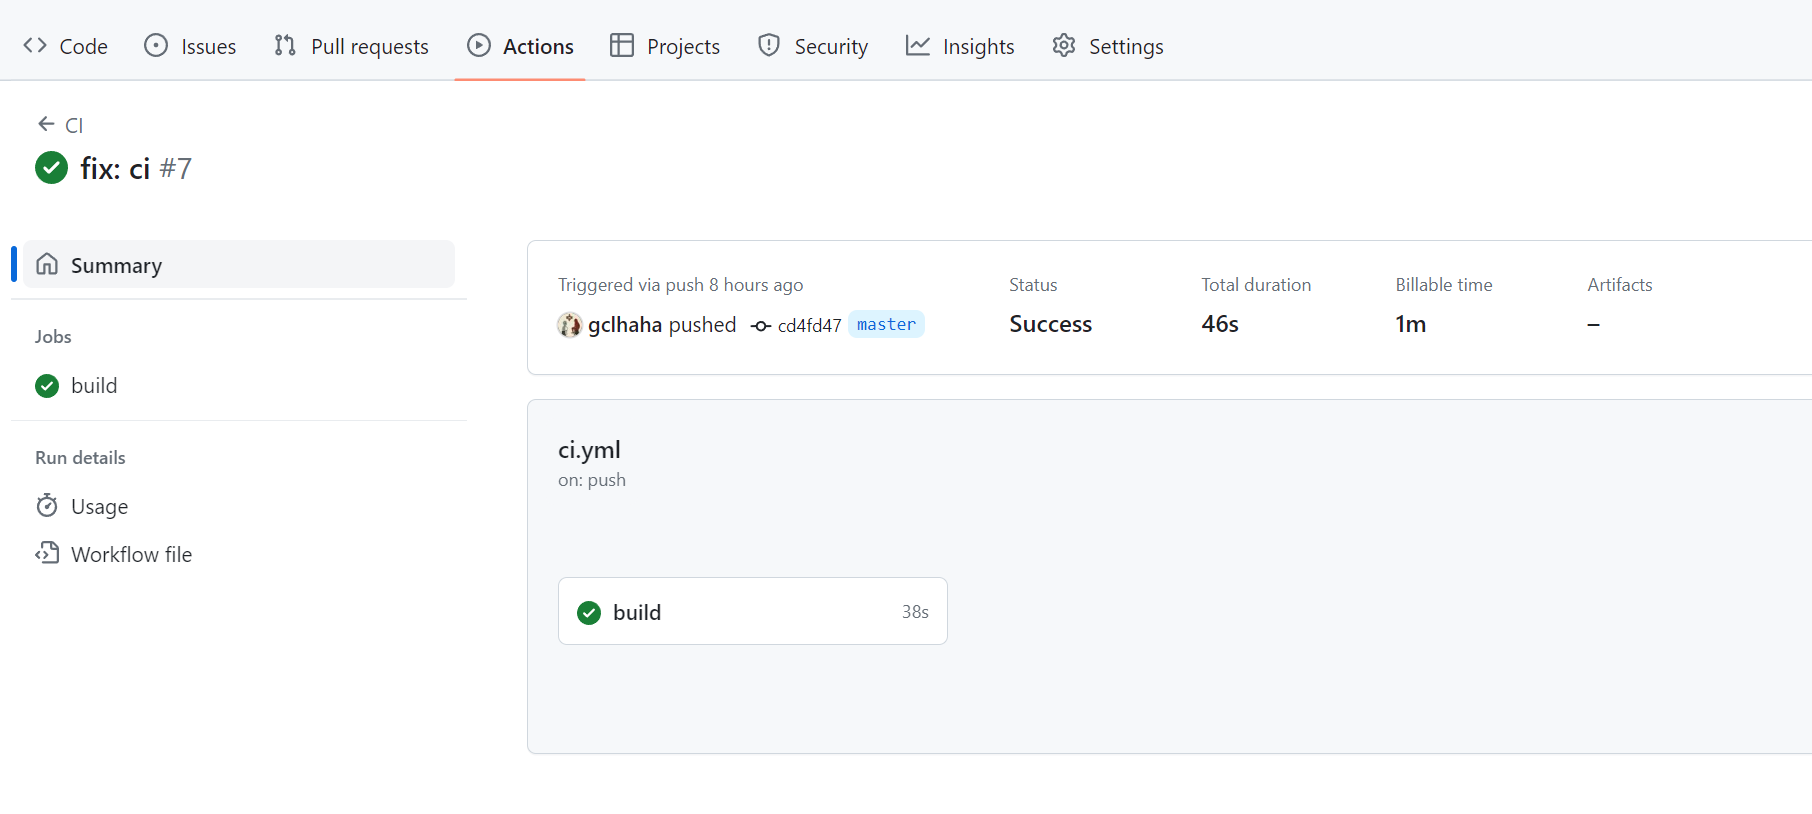 Code Issues Pull requests Actions Projects Security Insights Settings
CI
fix: ci #7
Summary
Jobs
build
Run details
Usage
Workflow file
Triggered via push 8 hours ago
gclhaha pushed cd4fd47 master
Status
Success
Total duration
46s
Billable time
1m
Artifacts
–
ci.yml
on: push
build 38s